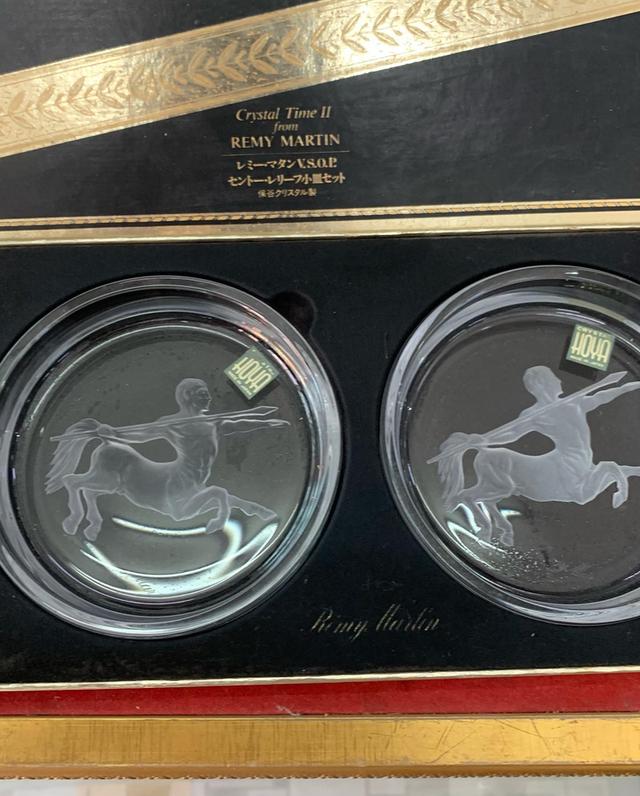 Crystal Time II
from
REMY MARTIN
レミー・マタンV.S.O.P.
セントー・レリーフ小皿セット
保谷クリスタル製
HOYA
CRYSTAL
HOYA
Rémy Martin